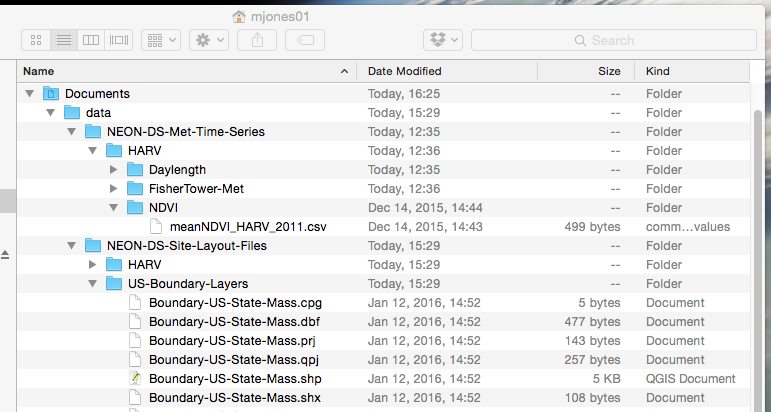 mjones01
Search
Name Date Modified Size Kind
Documents Today, 16:25 -- Folder
data Today, 15:29 -- Folder
NEON-DS-Met-Time-Series Today, 12:35 -- Folder
HARV Today, 12:36 -- Folder
Daylength Today, 12:35 -- Folder
FisherTower-Met Today, 12:36 -- Folder
NDVI Dec 14, 2015, 14:44 -- Folder
meanNDVI_HARV_2011.csv Dec 14, 2015, 14:43 499 bytes comm...values
NEON-DS-Site-Layout-Files Today, 15:29 -- Folder
HARV Today, 15:29 -- Folder
US-Boundary-Layers Today, 15:29 -- Folder
Boundary-US-State-Mass.cpg Jan 12, 2016, 14:52 5 bytes Document
Boundary-US-State-Mass.dbf Jan 12, 2016, 14:52 477 bytes Document
Boundary-US-State-Mass.prj Jan 12, 2016, 14:52 143 bytes Document
Boundary-US-State-Mass.qpj Jan 12, 2016, 14:52 257 bytes Document
Boundary-US-State-Mass.shp Jan 12, 2016, 14:52 5 KB QGIS Document
Boundary-US-State-Mass.shx Jan 12, 2016, 14:52 108 bytes Document